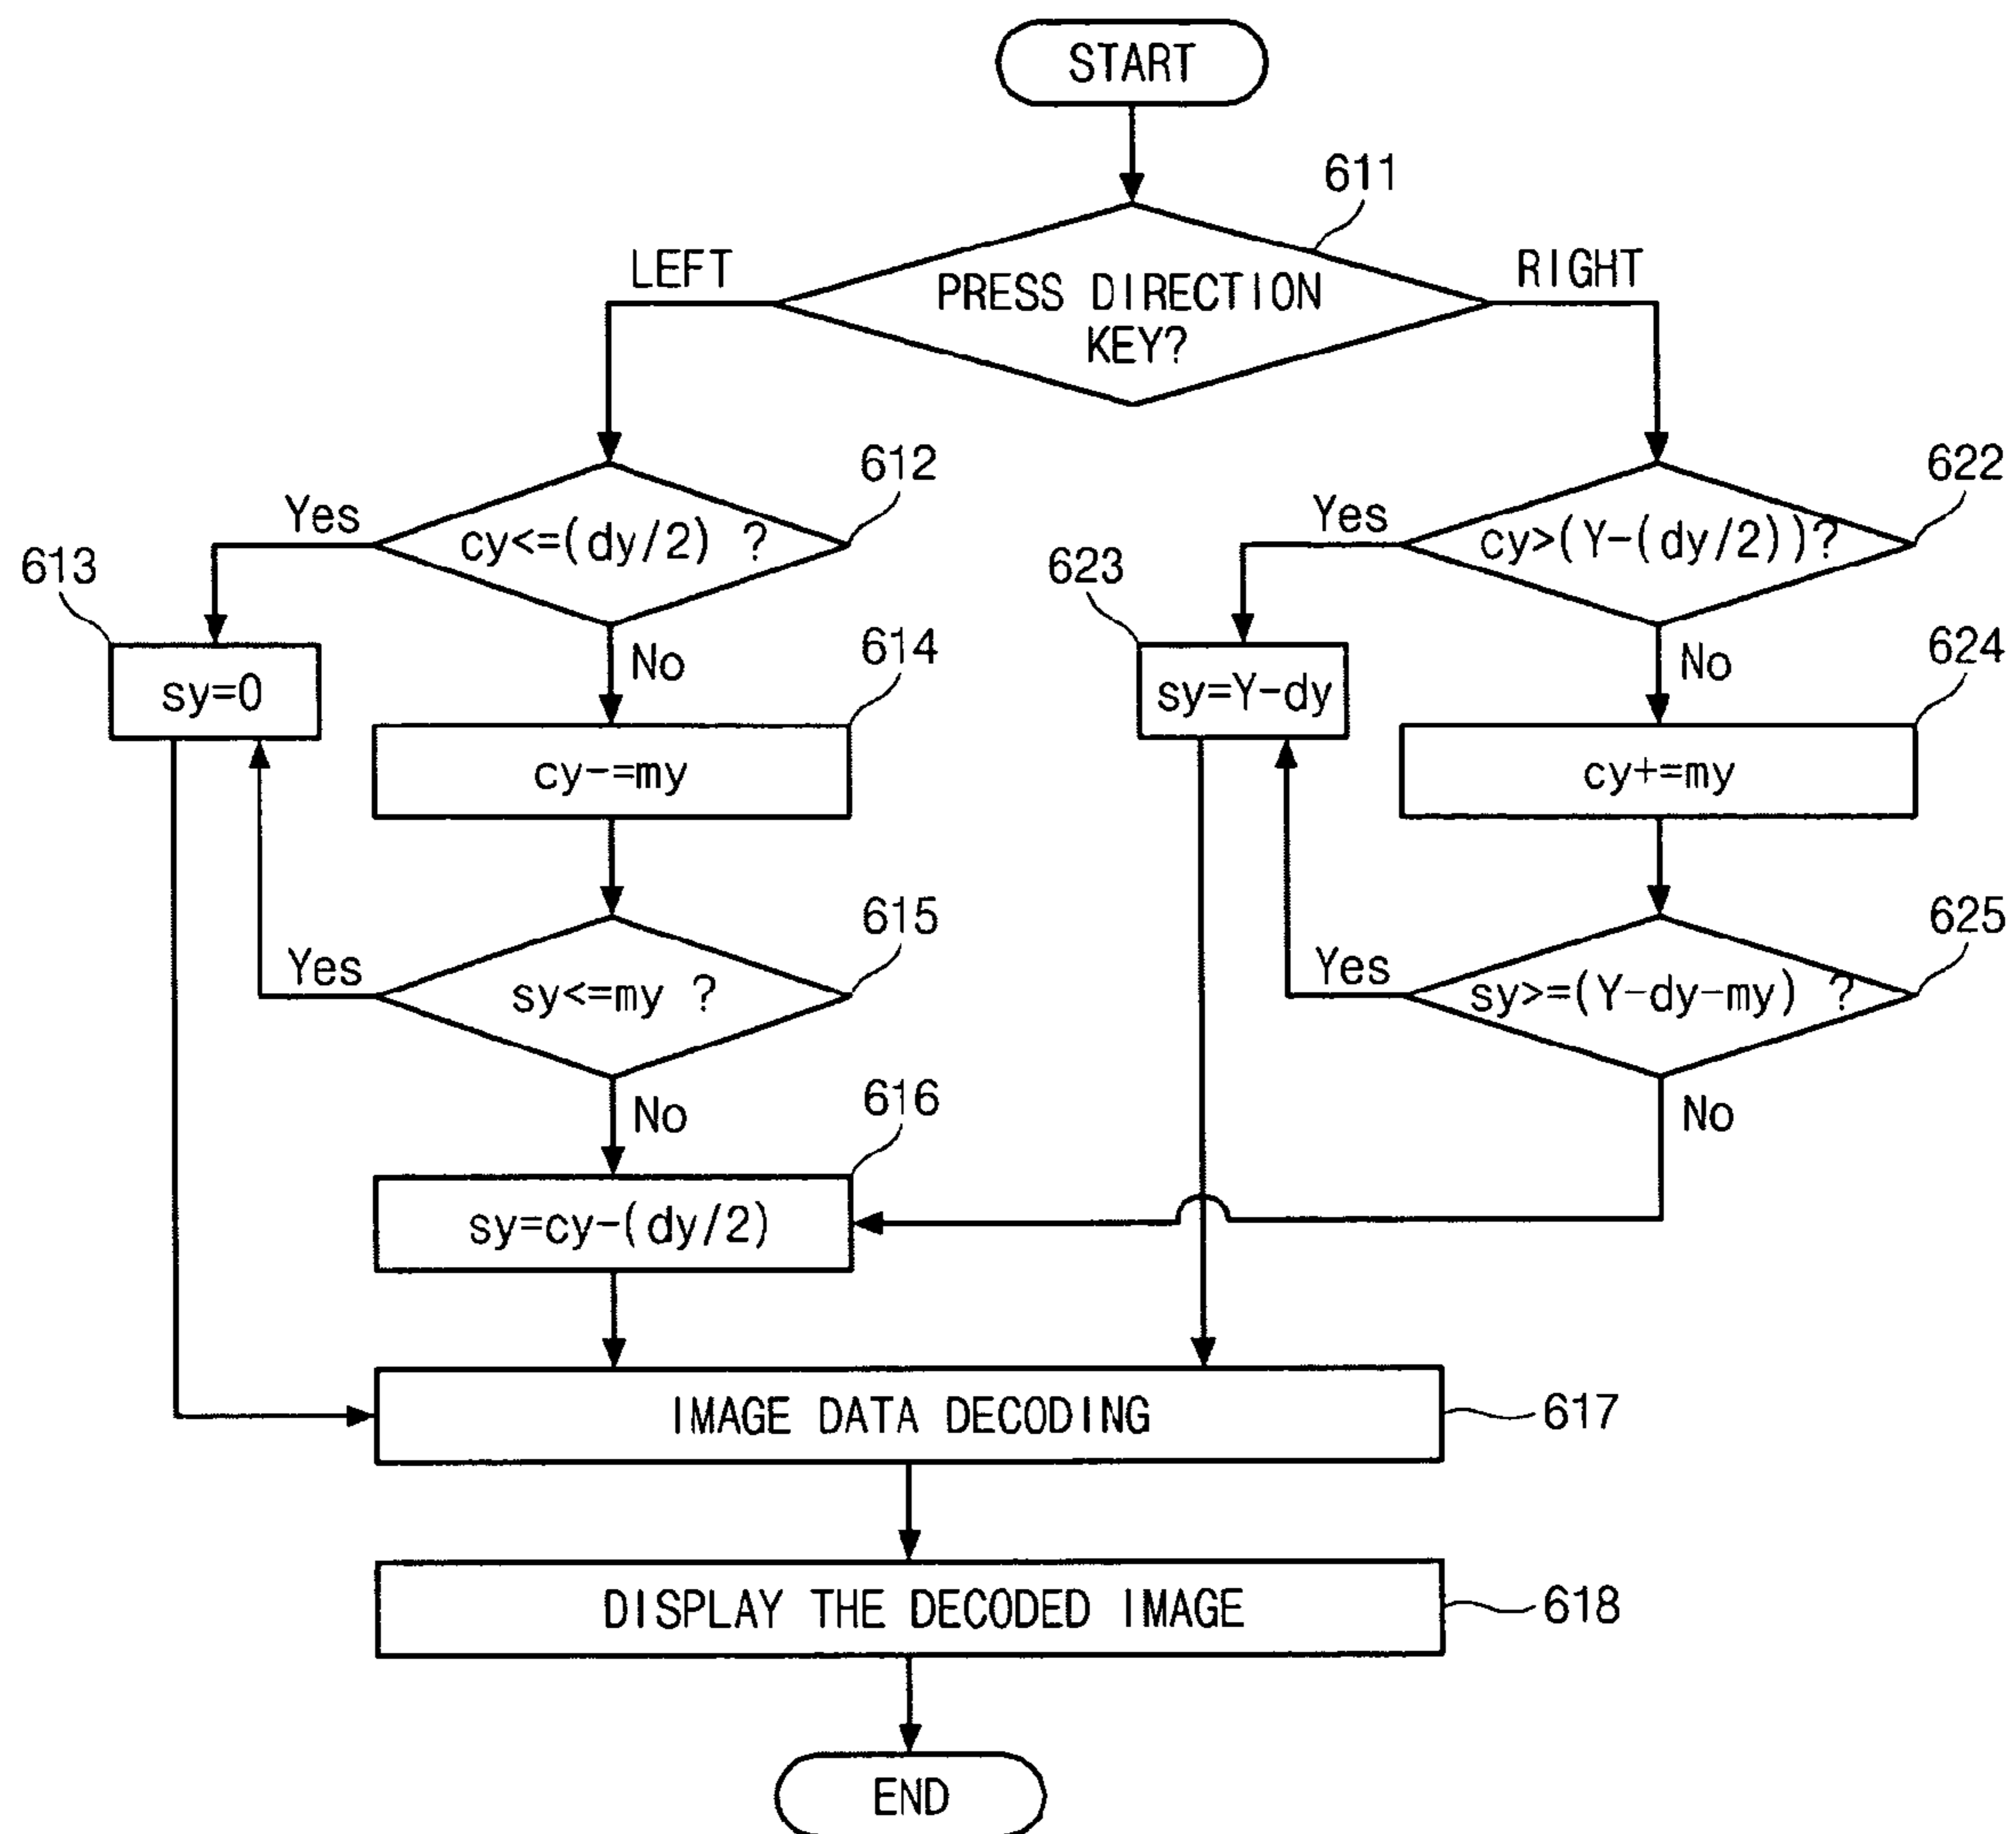 START
611
LEFT
RIGHT
PRESS DIRECTION
KEY?
612
622
Yes
cy<=(dy/2) ?
Yes
cy>(Y-(dy/2))?
613
623
614
624
No
No
sy=0
sy=Y-dy
cy-=my
cy+=my
615
625
Yes
sy<=my ?
Yes
sy>=(Y-dy-my) ?
616
No
No
sy=cy-(dy/2)
IMAGE DATA DECODING
617
DISPLAY THE DECODED IMAGE
618
END